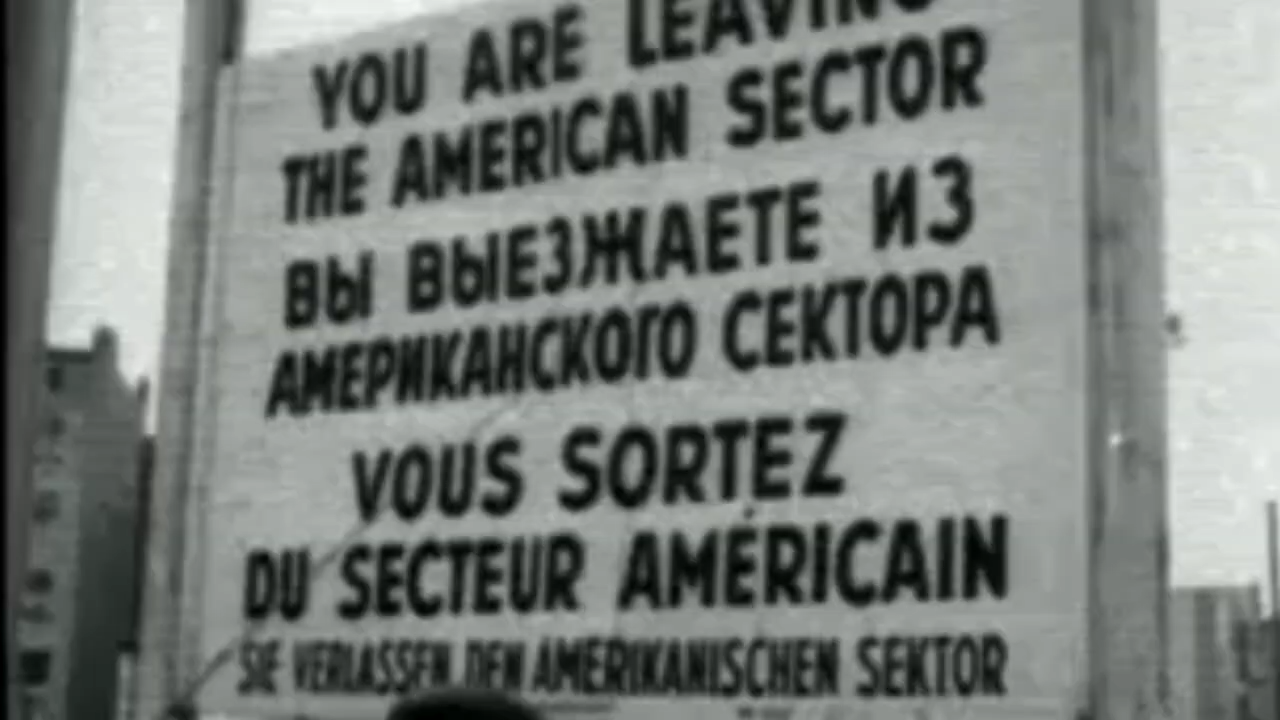 YOU ARE LEAVING
THE AMERICAN SECTOR
ВЫ ВЫЕЗЖАЕТЕ ИЗ
АМЕРИКАНСКОГО СЕКТОРА
VOUS SORTEZ
DU SECTEUR AMÉRICAIN
SIE VERLASSEN DEN AMERIKANISCHEN SEKTOR